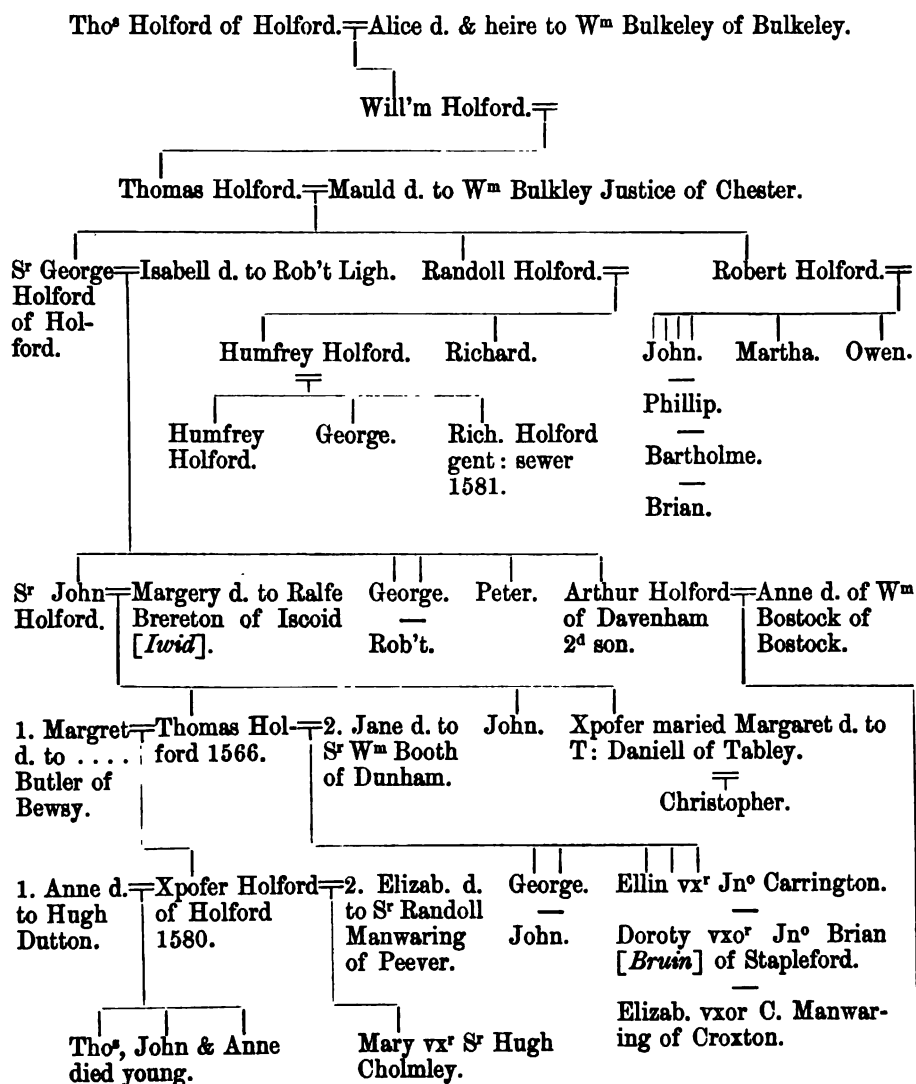 Thoˢ Holford of Holford. Alice d. & heire to Wᵐ Bulkeley of Bulkeley.
Will'm Holford.
Thomas Holford. Mauld d. to Wᵐ Bulkley Justice of Chester.
Sʳ George
Holford
of Hol-
ford.
Isabell d. to Rob't Ligh.
Randoll Holford.
Robert Holford.
Humfrey Holford.
Richard.
John.
Phillip.
Bartholme.
Brian.
Martha.
Owen.
Humfrey
Holford.
George.
Rich. Holford
gent: sewer
1581.
Sʳ John
Holford.
Margery d. to Ralfe
Brereton of Iscoid
[Iwid].
George.
Rob't.
Peter.
Arthur Holford
of Davenham
2ᵈ son.
Anne d. of Wᵐ
Bostock of
Bostock.
1. Margret
d. to ....
Butler of
Bewsy.
Thomas Hol-
ford 1566.
2. Jane d. to
Sʳ Wᵐ Booth
of Dunham.
John.
Xpofer maried Margaret d. to
T: Daniell of Tabley.
Christopher.
1. Anne d.
to Hugh
Dutton.
Xpofer Holford
of Holford
1580.
2. Elizab. d.
to Sʳ Randoll
Manwaring
of Peever.
George.
John.
Ellin vxʳ Jnᵒ Carrington.
Doroty vxoʳ Jnᵒ Brian
[Bruin] of Stapleford.
Elizab. vxor C. Manwar-
ing of Croxton.
Thoˢ, John & Anne
died young.
Mary vxʳ Sʳ Hugh
Cholmley.